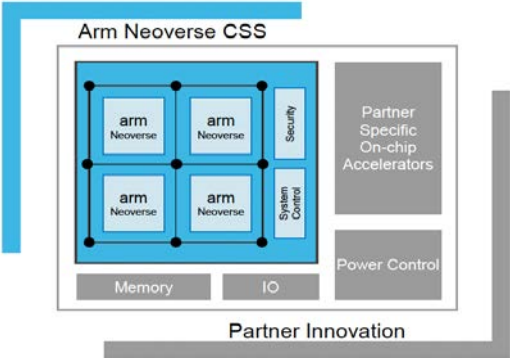 Arm Neoverse CSS
arm
Neoverse
arm
Neoverse
Security
arm
Neoverse
arm
Neoverse
System
Control
Partner
Specific
On-chip
Accelerators
Power Control
Memory
IO
Partner Innovation